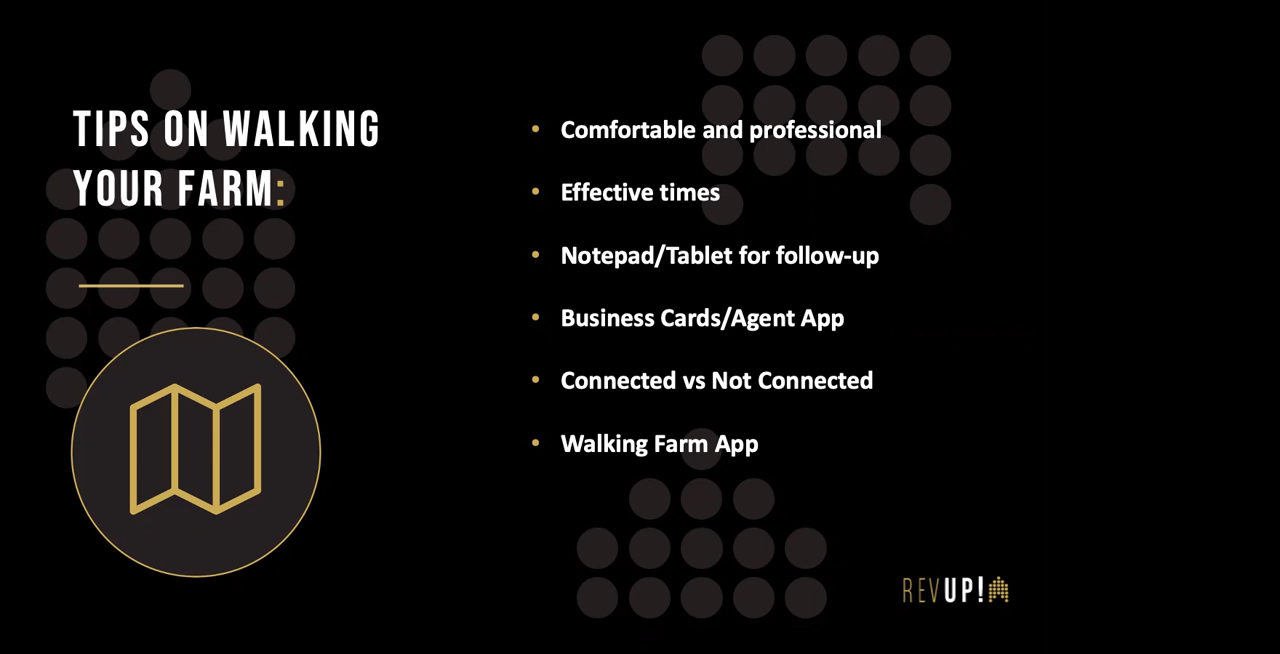 TIPS ON WALKING
YOUR FARM:
• Comfortable and professional
• Effective times
• Notepad/Tablet for follow-up
• Business Cards/Agent App
• Connected vs Not Connected
• Walking Farm App
REVUP!